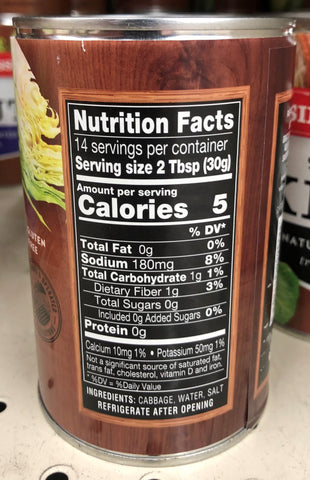 Nutrition Facts
14 servings per container
Serving size 2 Tbsp (30g)
Amount per serving
Calories 5
% DV*
Total Fat 0g 0%
Sodium 180mg 8%
Total Carbohydrate 1g 1%
Dietary Fiber 1g 3%
Total Sugars 0g
Included 0g Added Sugars 0%
Protein 0g
Calcium 10mg 1% • Potassium 50mg 1%
Not a significant source of saturated fat,
trans fat, cholesterol, vitamin D and iron.
*%DV = %Daily Value
INGREDIENTS: CABBAGE, WATER, SALT
REFRIGERATE AFTER OPENING